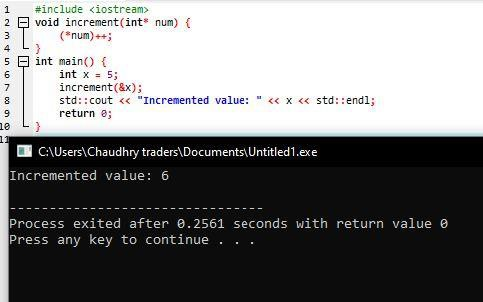 1 #include <iostream>
2 void increment(int* num) {
3 (*num)++;
4 }
5 int main() {
6 int x = 5;
7 increment(&x);
8 std::cout << "Incremented value: " << x << std::endl;
9 return 0;
10 }
11
C:\Users\Chaudhry traders\Documents\Untitled1.exe
Incremented value: 6
--------------------------------
Process exited after 0.2561 seconds with return value 0
Press any key to continue . . .